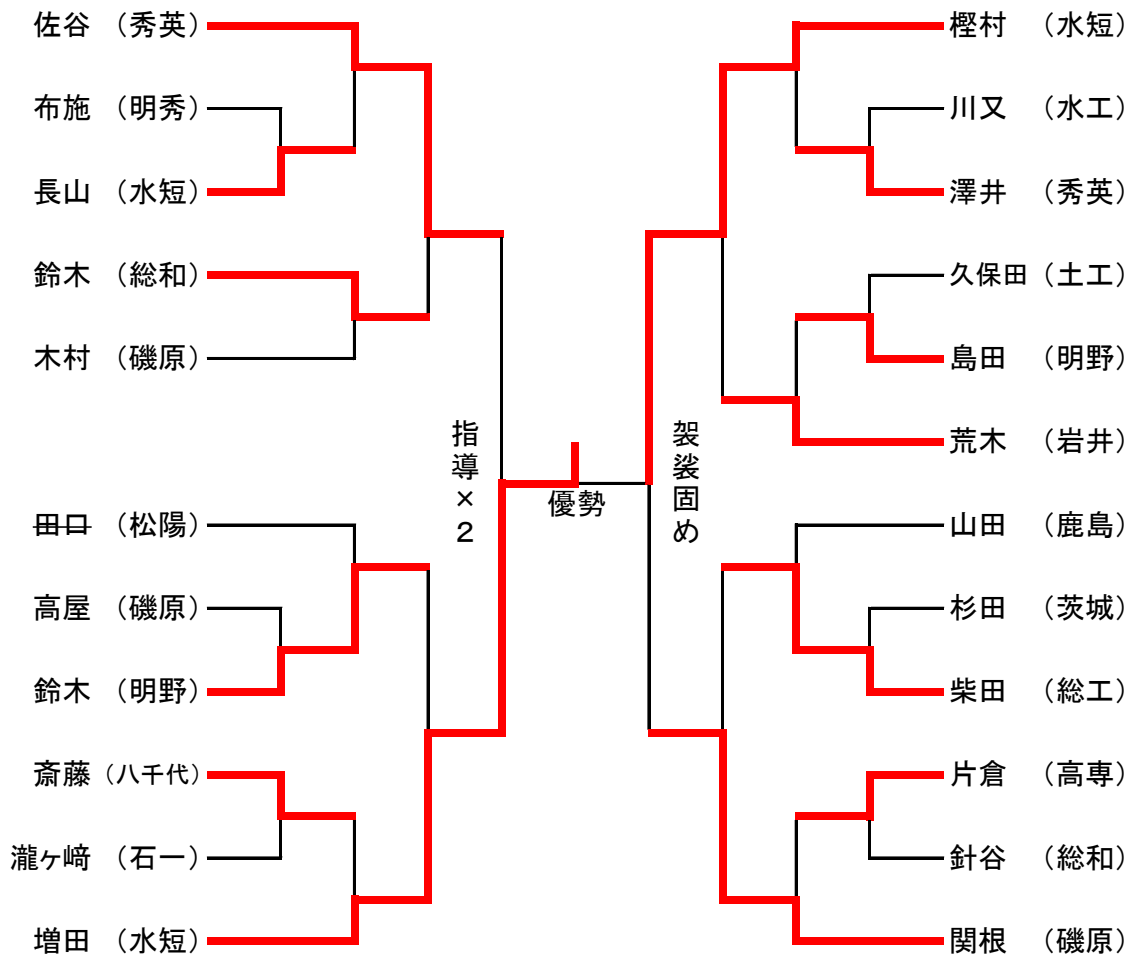 佐谷 （秀英）
布施 （明秀）
長山 （水短）
鈴木 （総和）
木村 （磯原）
田口 （松陽）
高屋 （磯原）
鈴木 （明野）
斎藤 （八千代）
瀧ヶ﨑 （石一）
増田 （水短）
指導×２
優勢
袈裟固め
樫村 （水短）
川又 （水工）
澤井 （秀英）
久保田 （土工）
島田 （明野）
荒木 （岩井）
山田 （鹿島）
杉田 （茨城）
柴田 （総工）
片倉 （高専）
針谷 （総和）
関根 （磯原）